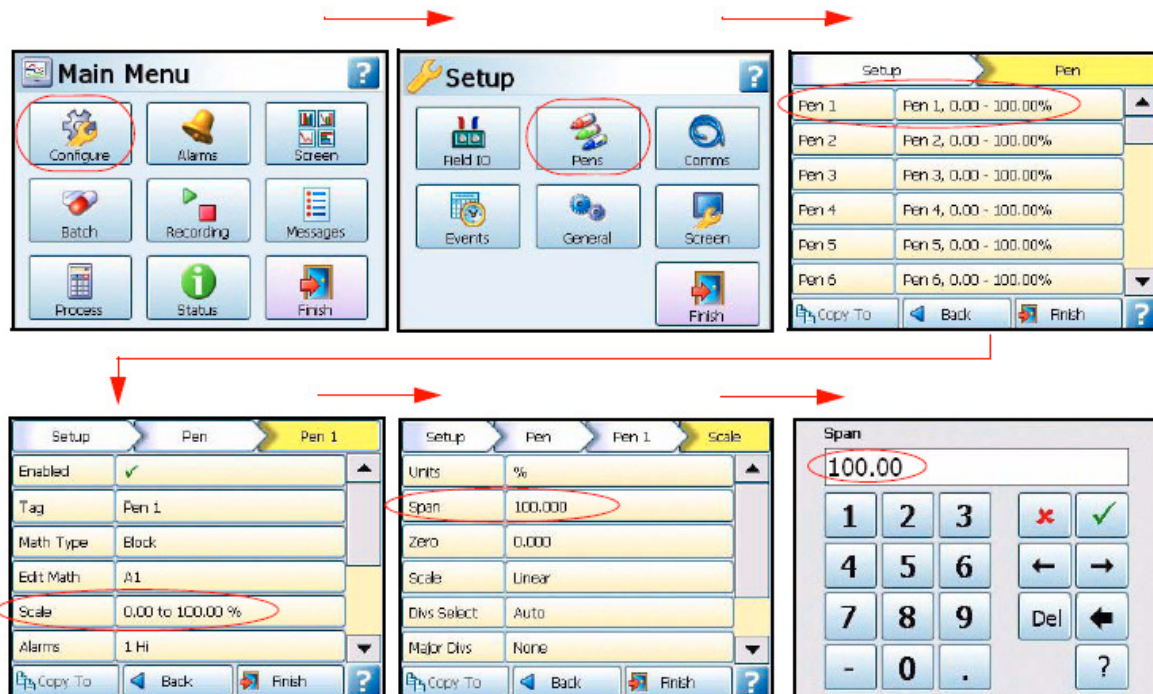 Main Menu ?
Configure Alarms Screen
Batch Recording Messages
Process Status Finish
Setup ?
Field IO Pens Comms
Events General Screen
Finish
Setup Pen
Pen 1 Pen 1, 0.00 - 100.00%
Pen 2 Pen 2, 0.00 - 100.00%
Pen 3 Pen 3, 0.00 - 100.00%
Pen 4 Pen 4, 0.00 - 100.00%
Pen 5 Pen 5, 0.00 - 100.00%
Pen 6 Pen 6, 0.00 - 100.00%
Copy To Back Finish ?
Setup Pen Pen 1
Enabled ✓
Tag Pen 1
Math Type Block
Edit Math A1
Scale 0.00 to 100.00 %
Alarms 1 Hi
Copy To Back Finish ?
Setup Pen Pen 1 Scale
Units %
Span 100.000
Zero 0.000
Scale Linear
Divs Select Auto
Major Divs None
Copy To Back Finish ?
Span
100.00
1 2 3
4 5 6
7 8 9 Del
- 0 . ?